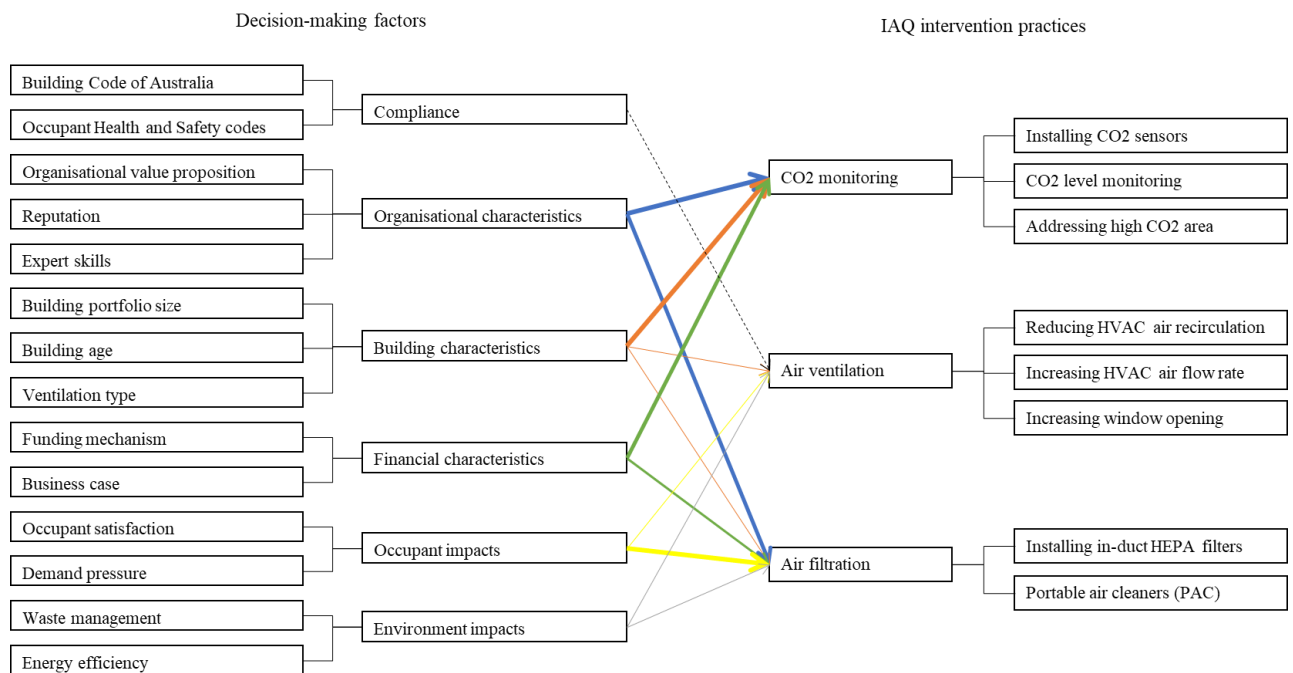 Decision-making factors
IAQ intervention practices
Building Code of Australia
Occupant Health and Safety codes
Organisational value proposition
Reputation
Expert skills
Building portfolio size
Building age
Ventilation type
Funding mechanism
Business case
Occupant satisfaction
Demand pressure
Waste management
Energy efficiency
Compliance
Organisational characteristics
Building characteristics
Financial characteristics
Occupant impacts
Environment impacts
CO2 monitoring
Air ventilation
Air filtration
Installing CO2 sensors
CO2 level monitoring
Addressing high CO2 area
Reducing HVAC air recirculation
Increasing HVAC air flow rate
Increasing window opening
Installing in-duct HEPA filters
Portable air cleaners (PAC)